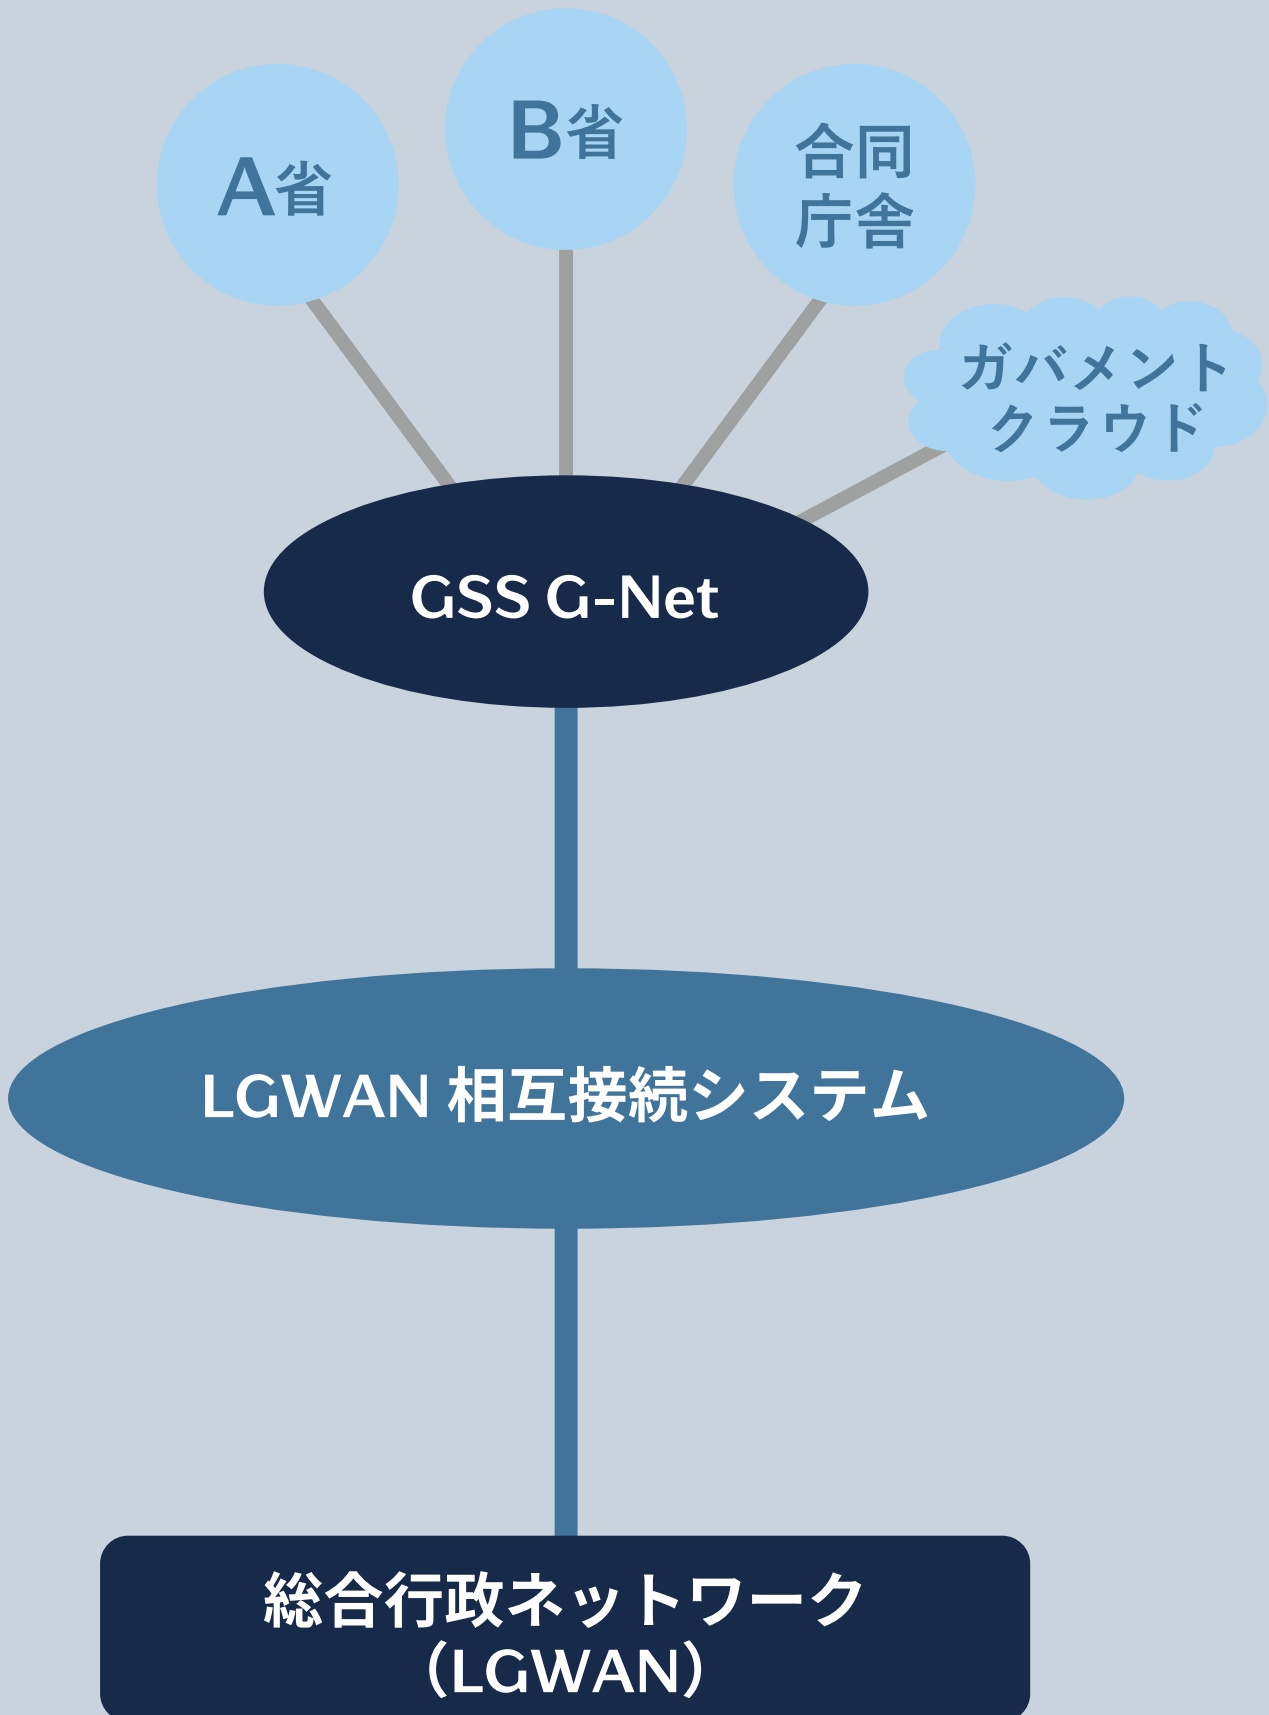 A省
B省
合同
庁舎
ガバメント
クラウド
GSS G-Net
LGWAN 相互接続システム
総合行政ネットワーク
（LGWAN）